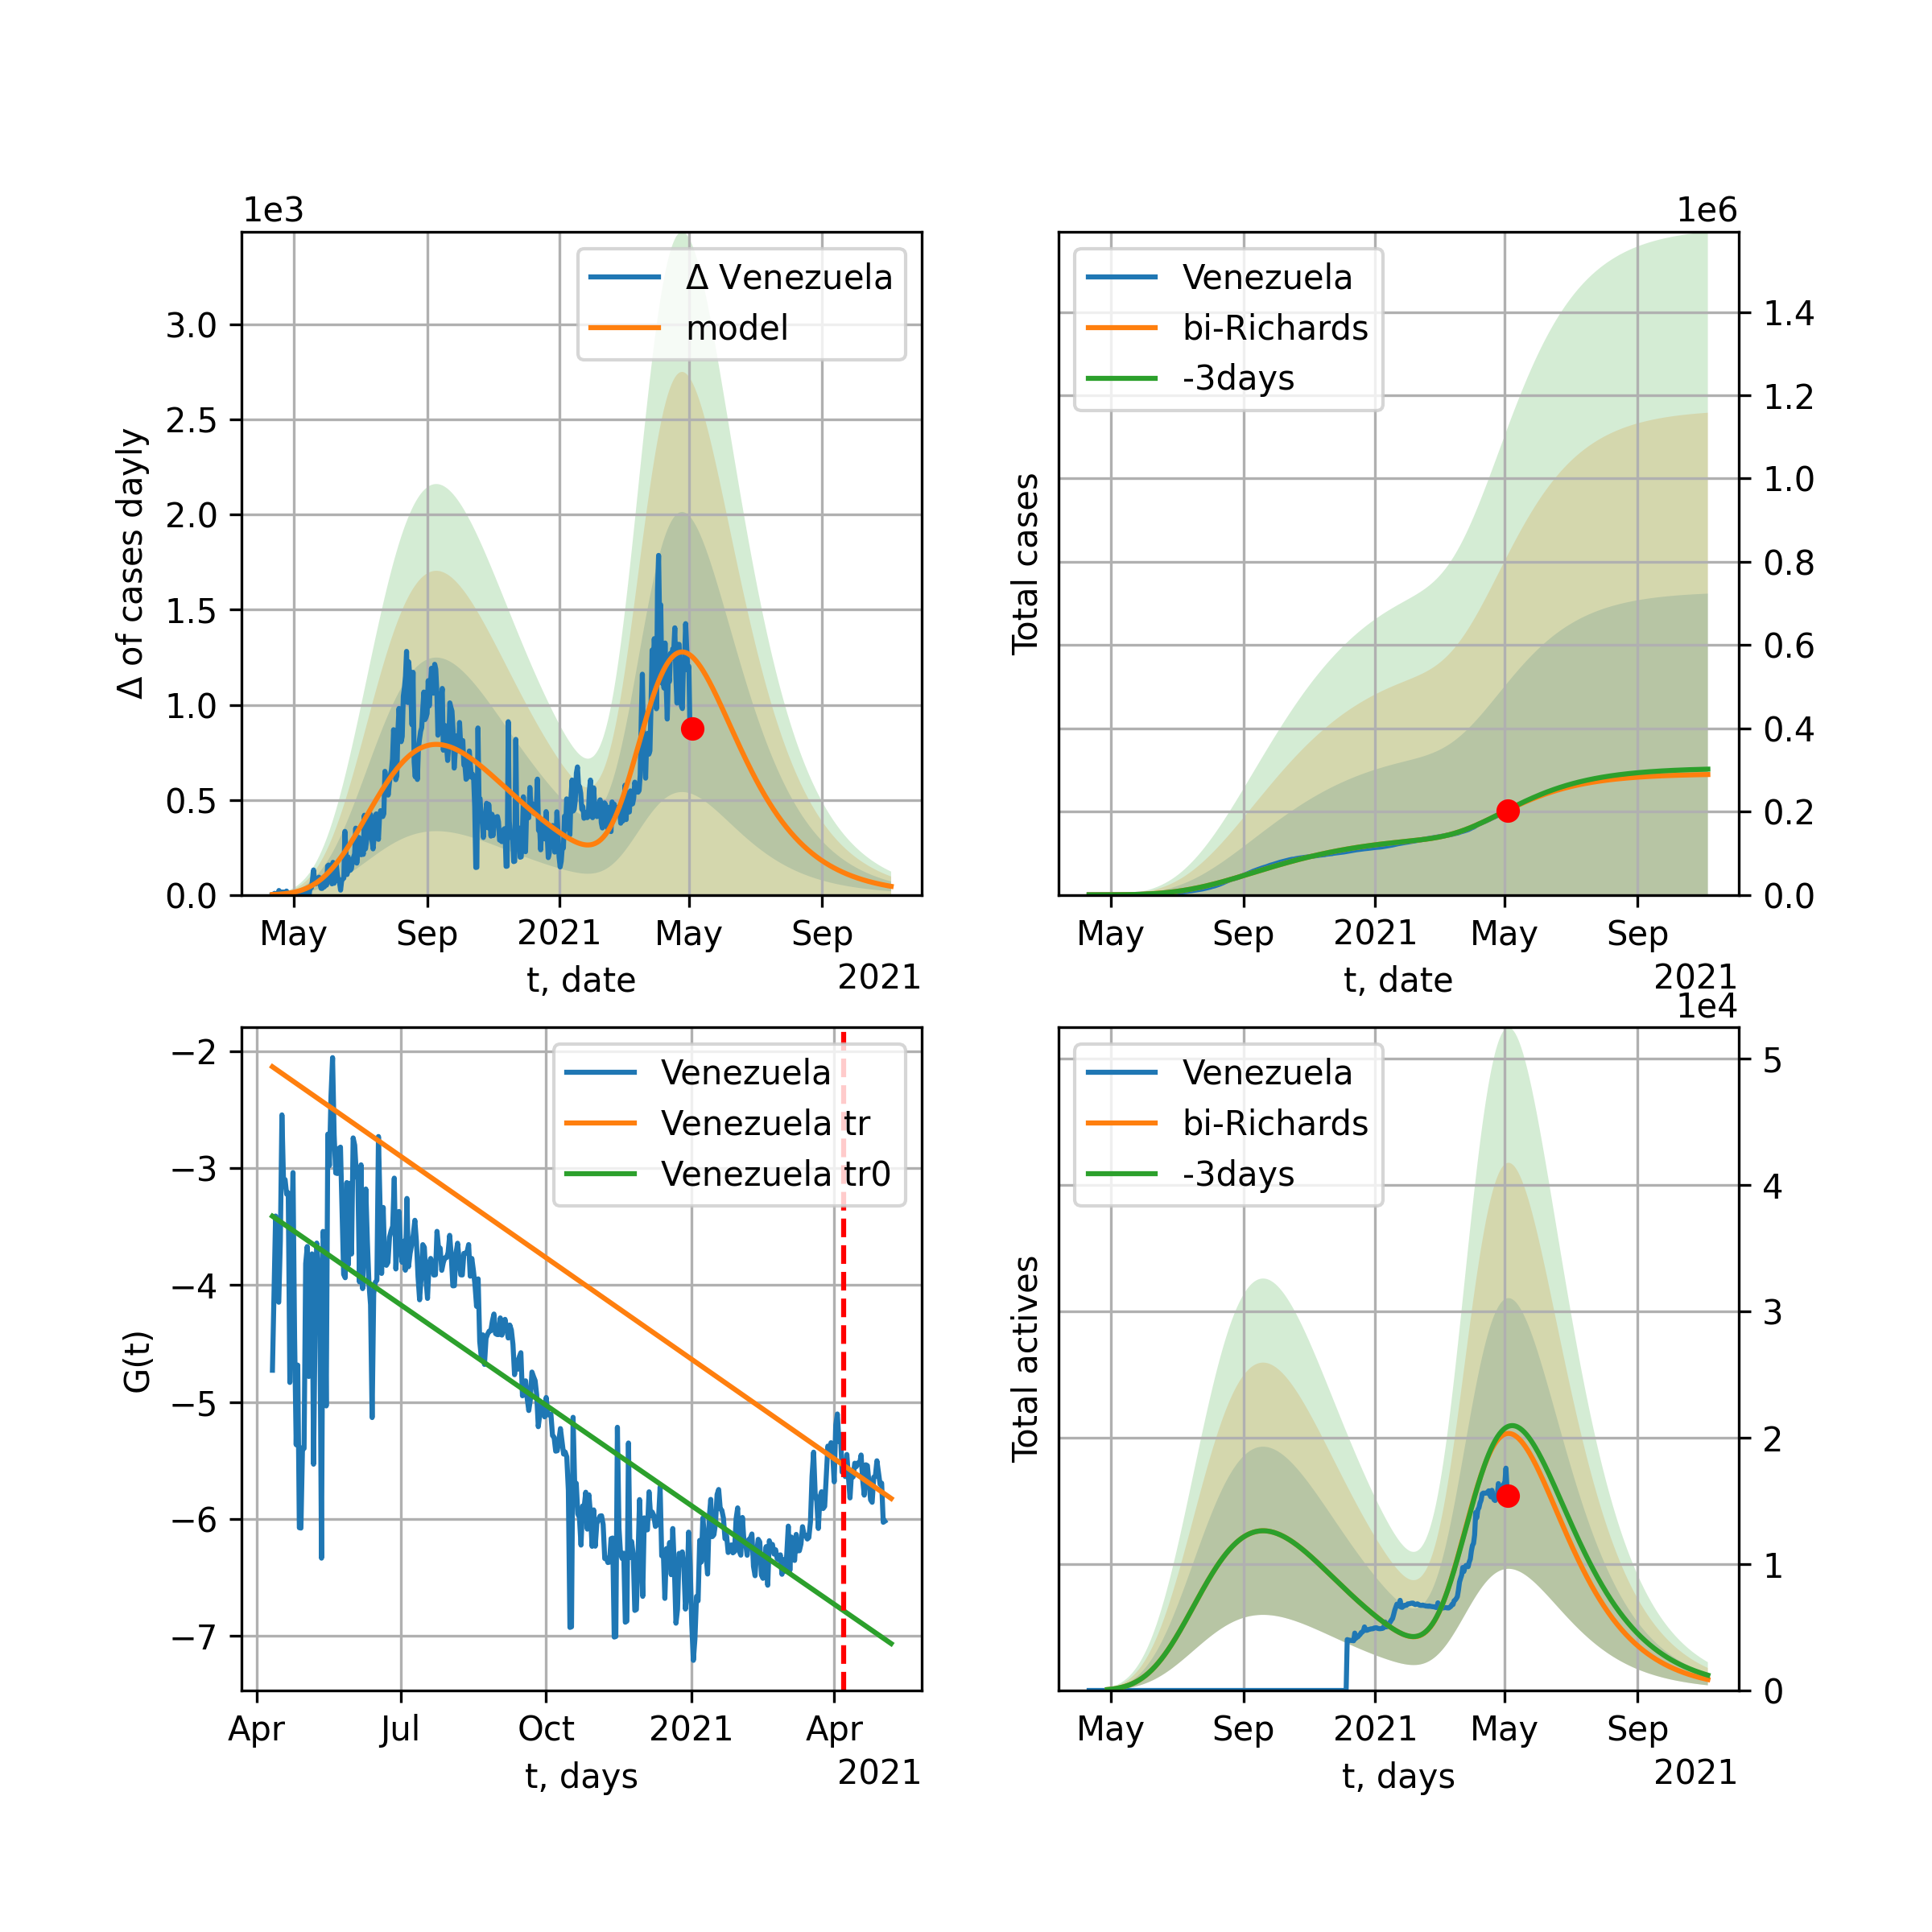 1e3
Δ of cases dayly
3.0
2.5
2.0
1.5
1.0
0.5
0.0
Δ Venezuela
model
May Sep 2021 May Sep
t, date
2021
1e6
Total cases
Venezuela
bi-Richards
-3days
1.4
1.2
1.0
0.8
0.6
0.4
0.2
0.0
May Sep 2021 May Sep
t, date
2021
G(t)
−2
−3
−4
−5
−6
−7
Venezuela
Venezuela tr
Venezuela tr0
Apr Jul Oct 2021 Apr
t, days
2021
1e4
Total actives
Venezuela
bi-Richards
-3days
5
4
3
2
1
0
May Sep 2021 May Sep
t, days
2021